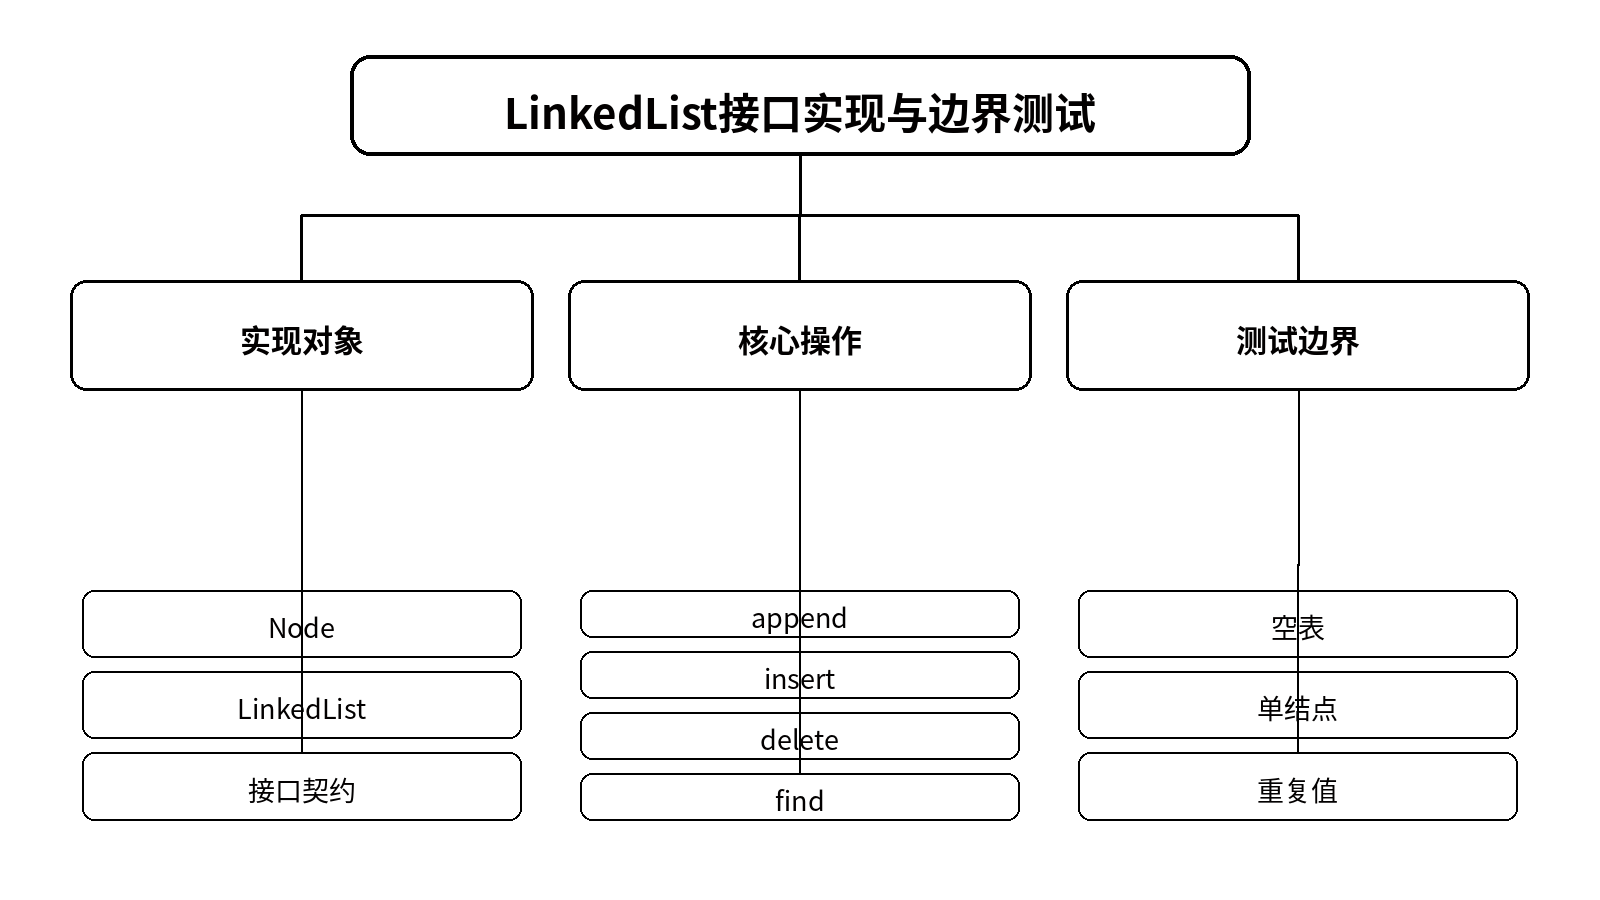 LinkedList接口实现与边界测试
实现对象
核心操作
测试边界
Node
LinkedList
接口契约
append
insert
delete
find
空表
单结点
重复值